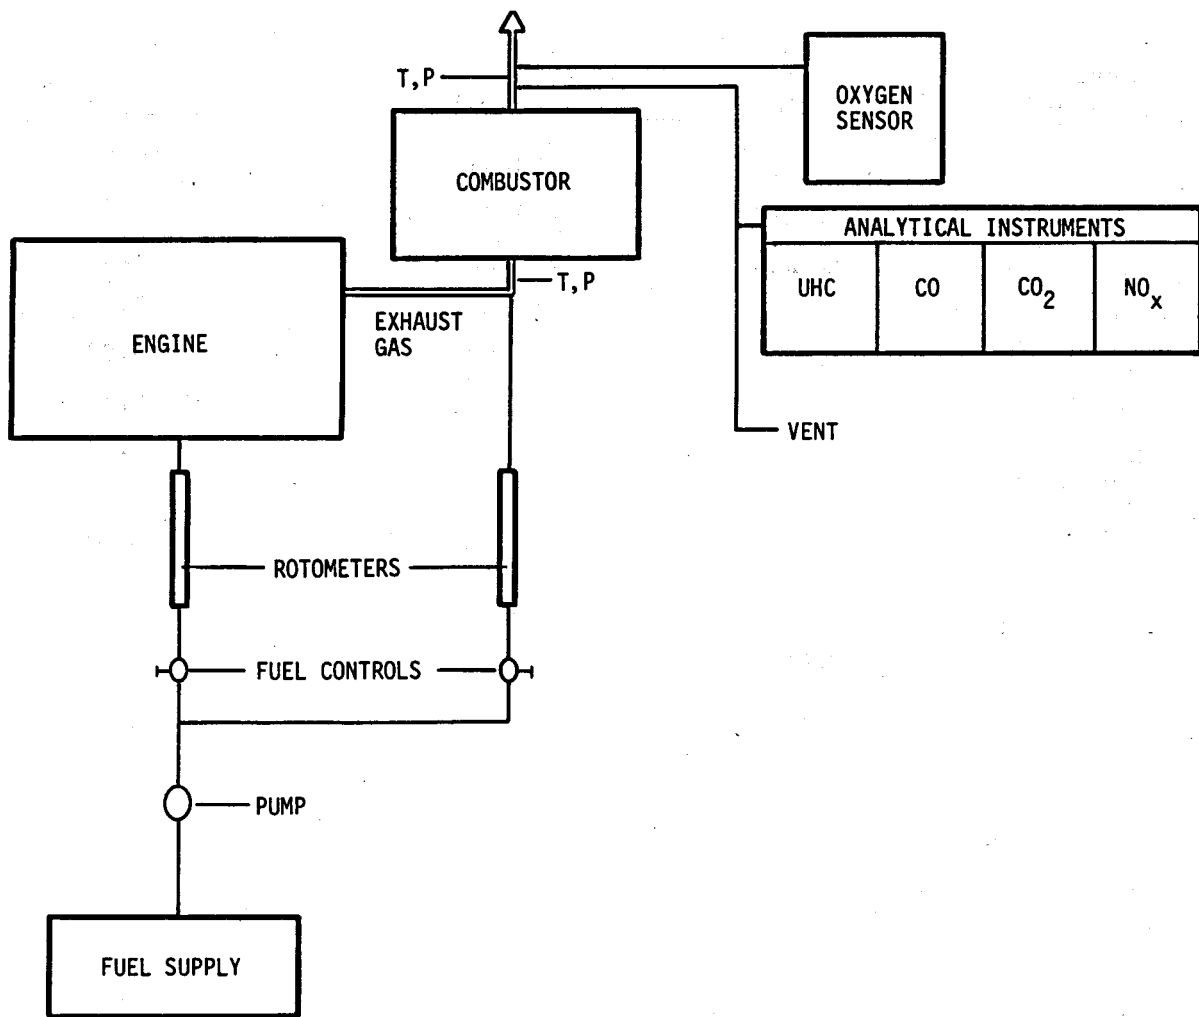 T,P
OXYGEN
SENSOR
COMBUSTOR
ANALYTICAL INSTRUMENTS
UHC
CO
CO₂
NOₓ
T,P
EXHAUST
GAS
ENGINE
VENT
ROTOMETERS
FUEL CONTROLS
PUMP
FUEL SUPPLY